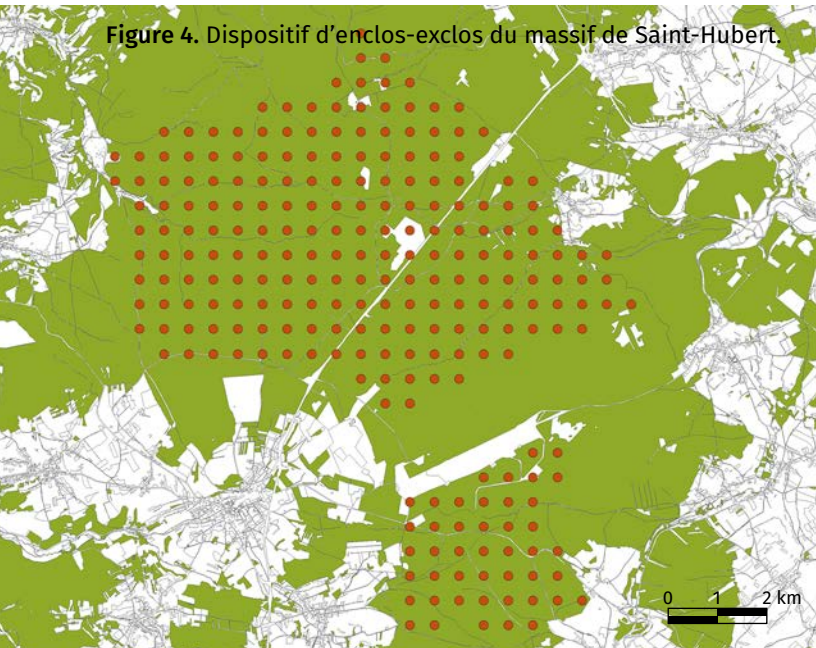 Figure 4. Dispositif d’enclos-exclos du massif de Saint-Hubert.
0 1 2 km